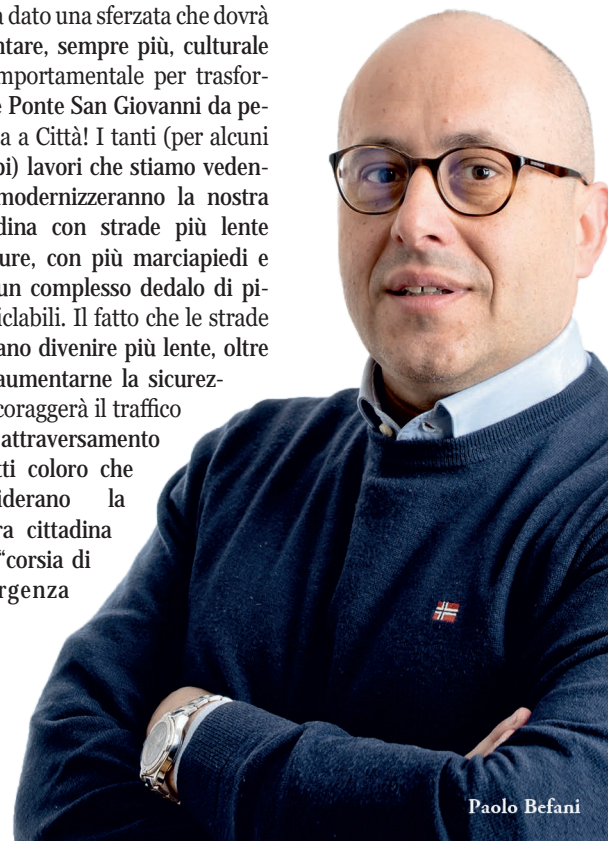 a dato una sferzata che dovrà
ntare, sempre più, culturale
mportamentale per trasfor-
e Ponte San Giovanni da pe-
a a Città! I tanti (per alcuni
pi) lavori che stiamo veden-
modernizzeranno la nostra
dina con strade più lente
ure, con più marciapiedi e
un complesso dedalo di pi-
iclabili. Il fatto che le strade
ano divenire più lente, oltre
aumentarne la sicurez-
coraggerà il traffico
attraversamento
tti coloro che
iderano la
ra cittadina
“corsia di
rgenza
Paolo Befani